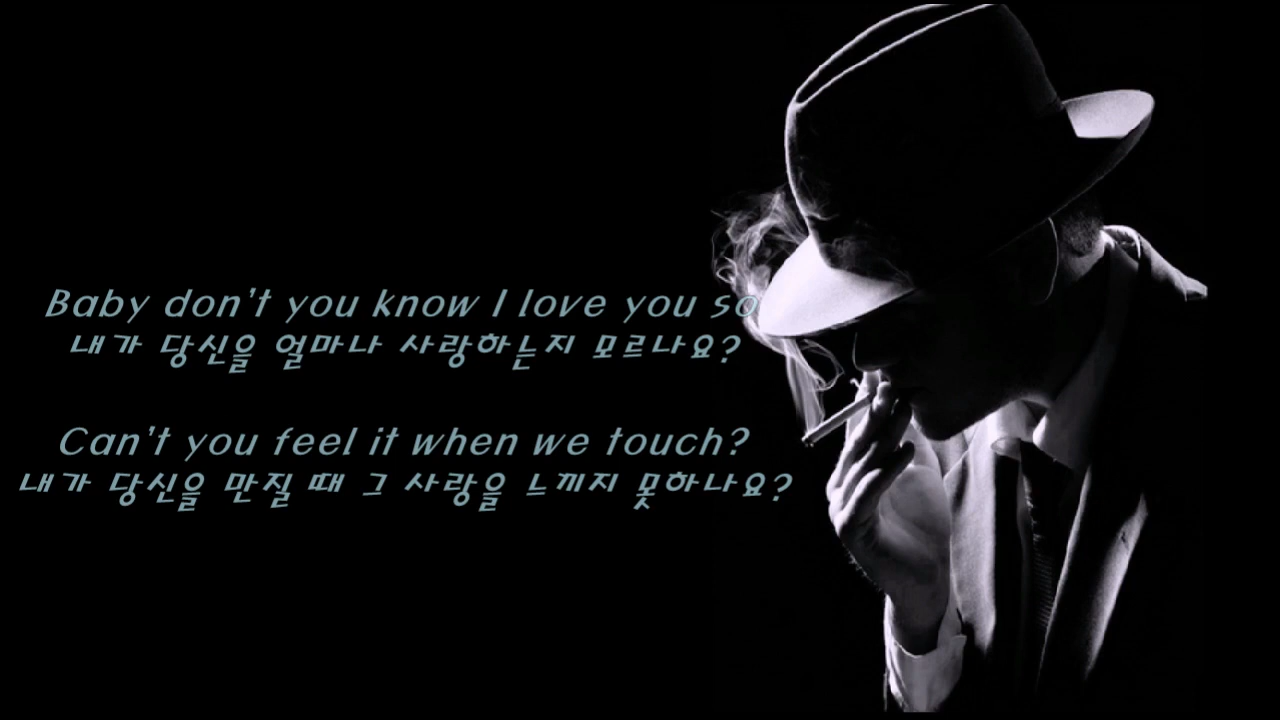 Baby don't you know I love you so
내가 당신을 얼마나 사랑하는지 모르나요?
Can't you feel it when we touch?
내가 당신을 만질 때 그 사랑을 느끼지 못하나요?